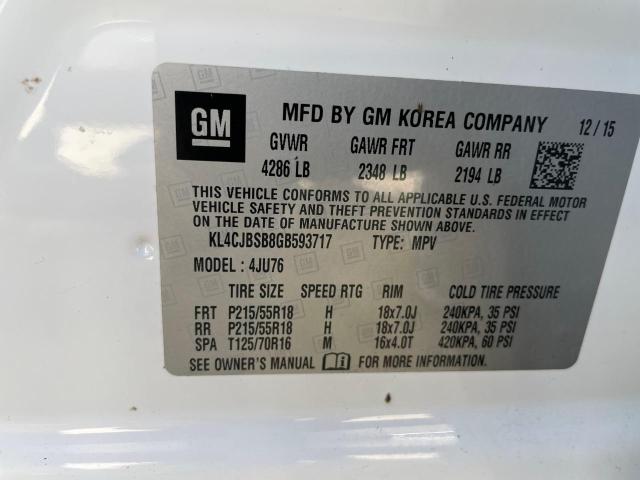 GM
MFD BY GM KOREA COMPANY 12/15
GVWR GAWR FRT GAWR RR
4286 LB 2348 LB 2194 LB
THIS VEHICLE CONFORMS TO ALL APPLICABLE U.S. FEDERAL MOTOR
VEHICLE SAFETY AND THEFT PREVENTION STANDARDS IN EFFECT
ON THE DATE OF MANUFACTURE SHOWN ABOVE.
KL4CJBSB8GB593717 TYPE: MPV
MODEL: 4JU76
TIRE SIZE SPEED RTG RIM COLD TIRE PRESSURE
FRT P215/55R18 H 18x7.0J 240KPA, 35 PSI
RR P215/55R18 H 18x7.0J 240KPA, 35 PSI
SPA T125/70R16 M 16x4.0T 420KPA, 60 PSI
SEE OWNER'S MANUAL FOR MORE INFORMATION.